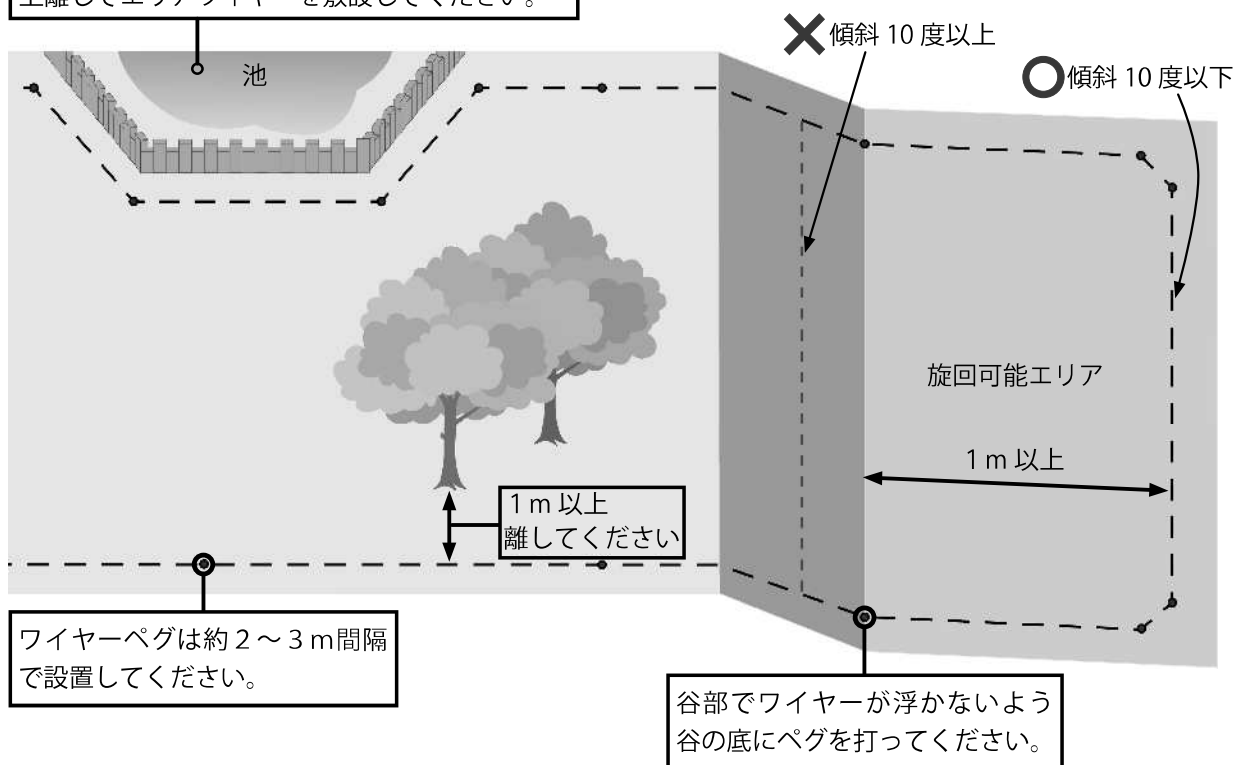 上離してエリアワイヤーを敷設してください。
池
傾斜 10 度以上
傾斜 10 度以下
旋回可能エリア
1 m 以上
1 m 以上
離してください
ワイヤーペグは約２～３ｍ間隔
で設置してください。
谷部でワイヤーが浮かないよう
谷の底にペグを打ってください。